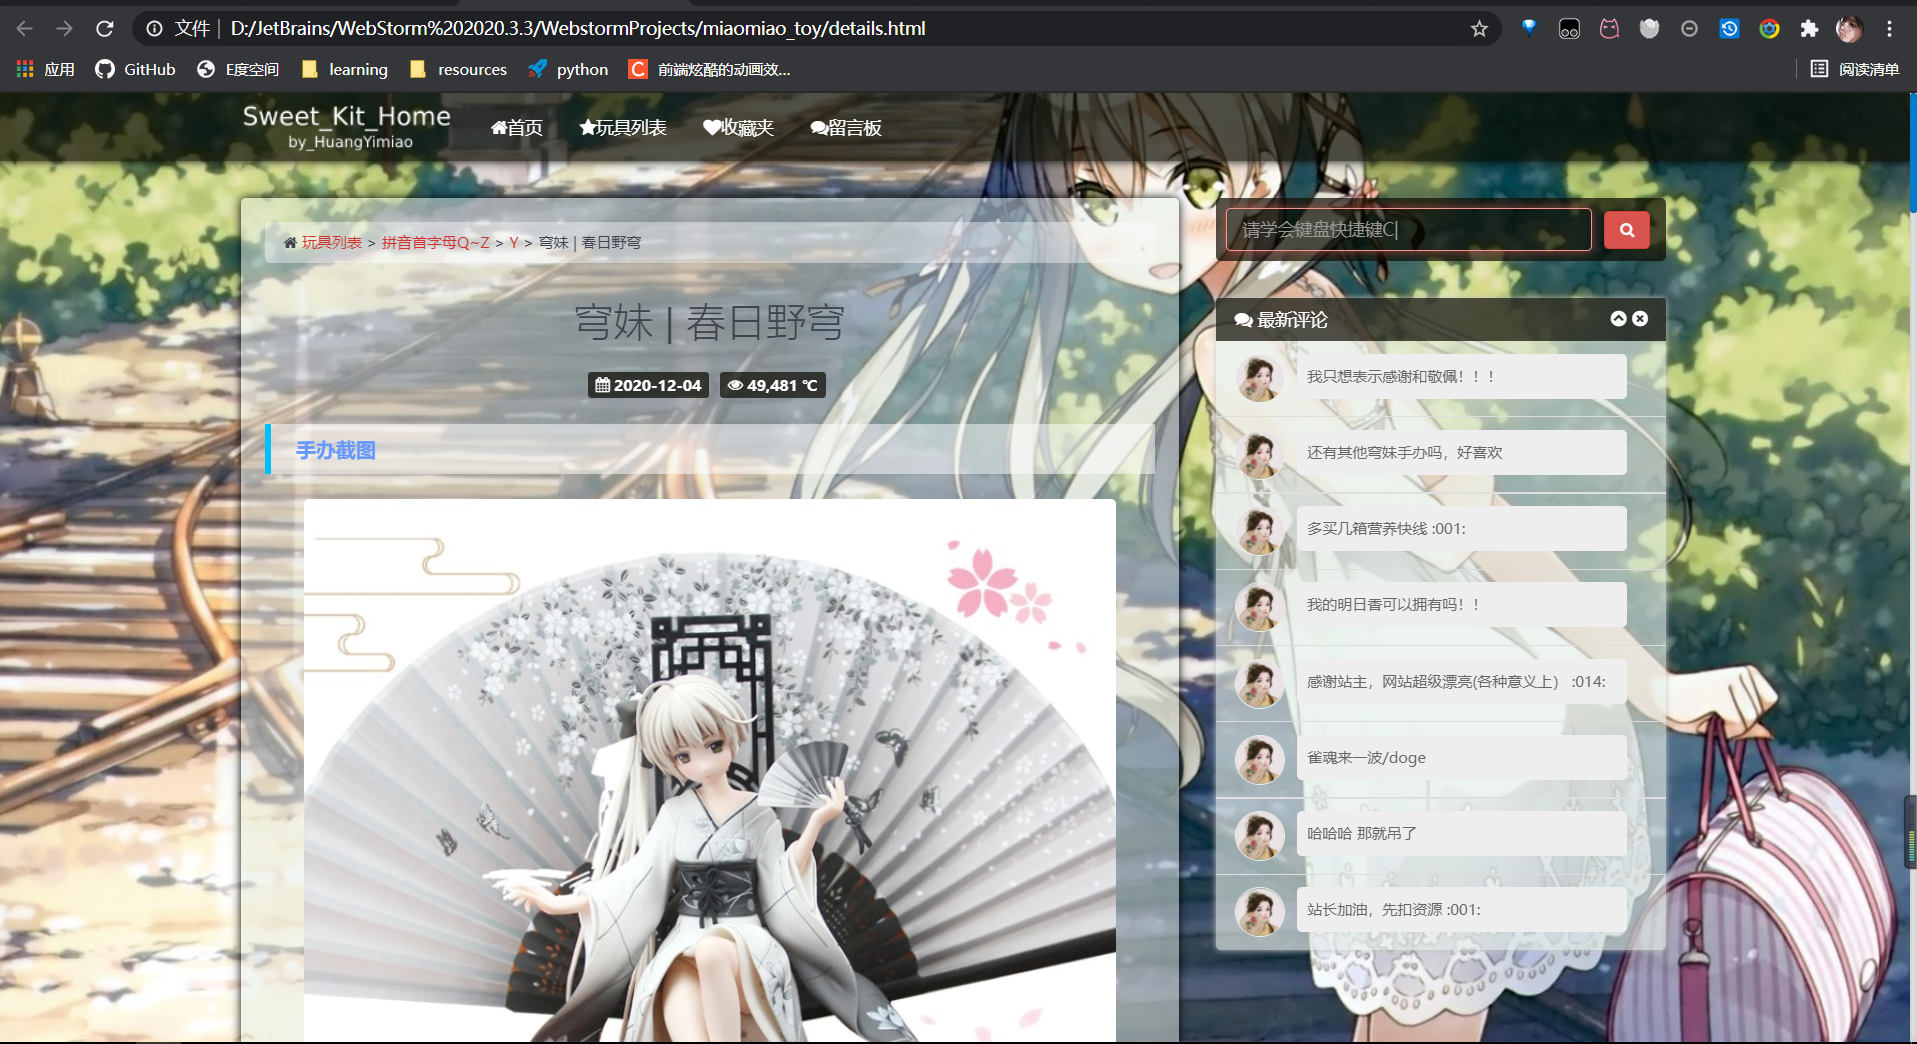 文件 | D:/JetBrains/WebStorm%202020.3.3/WebstormProjects/miaomiao_toy/details.html
应用 GitHub E度空间 learning resources python 前端炫酷的动画效... 阅读清单
Sweet_Kit_Home
by_HuangYimiao
首页 玩具列表 收藏夹 留言板
玩具列表 > 拼音首字母Q~Z > Y > 穹妹 | 春日野穹
请学会键盘快捷键C|
穹妹 | 春日野穹
2020-12-04 49,481 ℃
手办截图
最新评论
我只想表示感谢和敬佩！！！
还有其他穹妹手办吗，好喜欢
多买几箱营养快线 :001:
我的明日香可以拥有吗！！
感谢站主，网站超级漂亮(各种意义上） :014:
雀魂来一波/doge
哈哈哈 那就吊了
站长加油，先扣资源 :001: